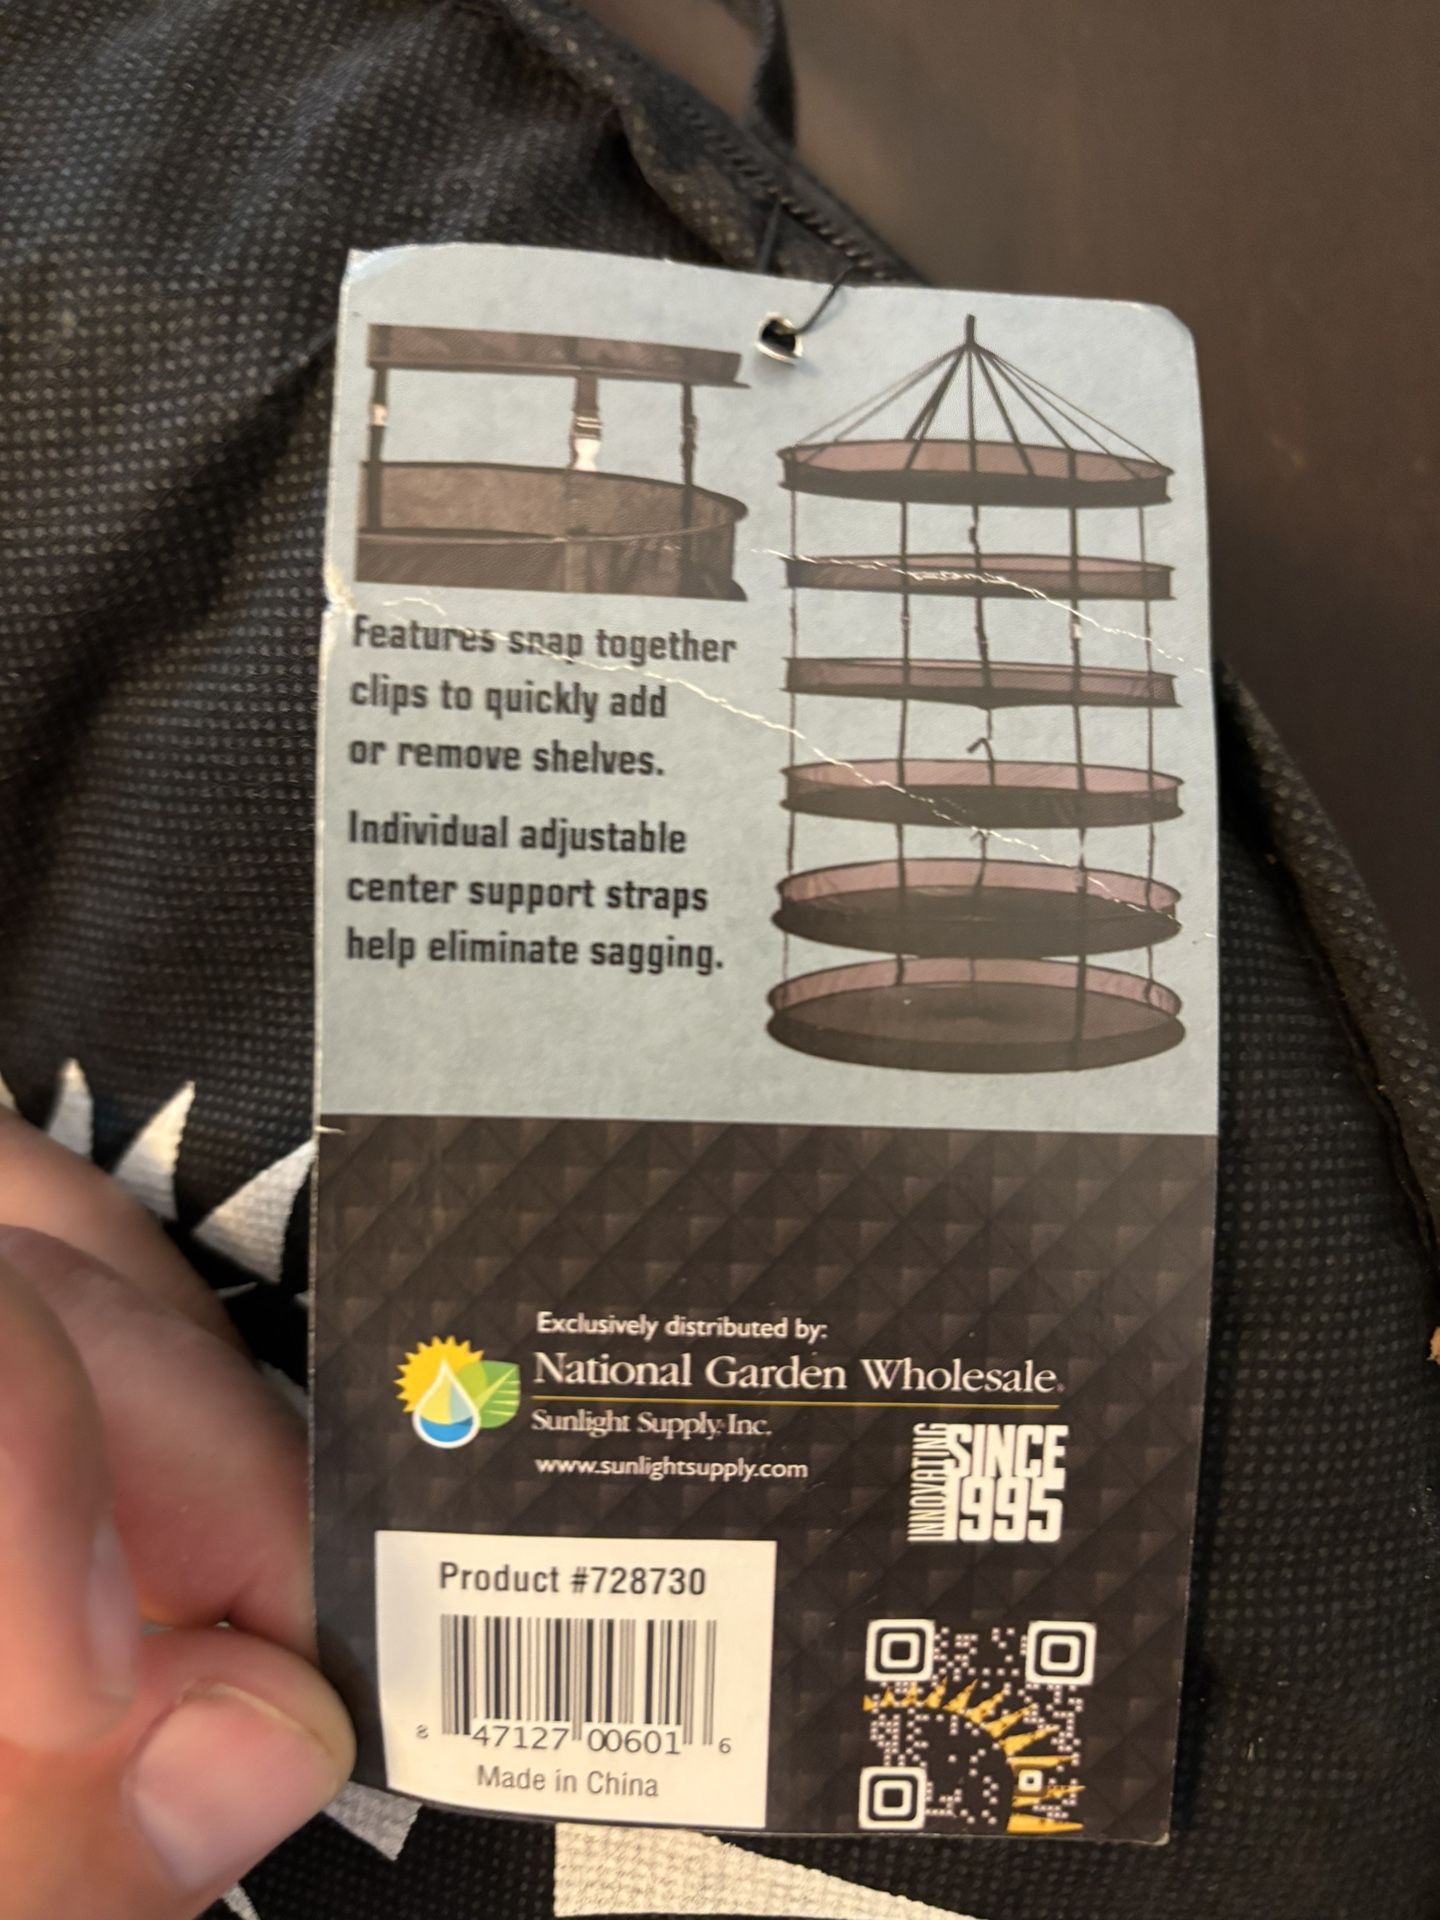 Features snap together
clips to quickly add
or remove shelves.
Individual adjustable
center support straps
help eliminate sagging.
Exclusively distributed by:
National Garden Wholesale®
Sunlight Supply, Inc.
www.sunlightsupply.com
INNOVATING
SINCE
1995
Product #728730
8 47127 00601 6
Made in China